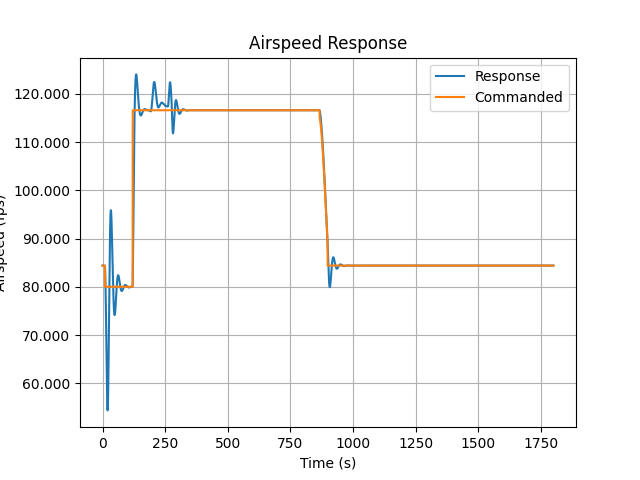 Airspeed Response
Response
Commanded
120.000
110.000
100.000
90.000
80.000
70.000
60.000
Airspeed (fps)
0 250 500 750 1000 1250 1500 1750
Time (s)